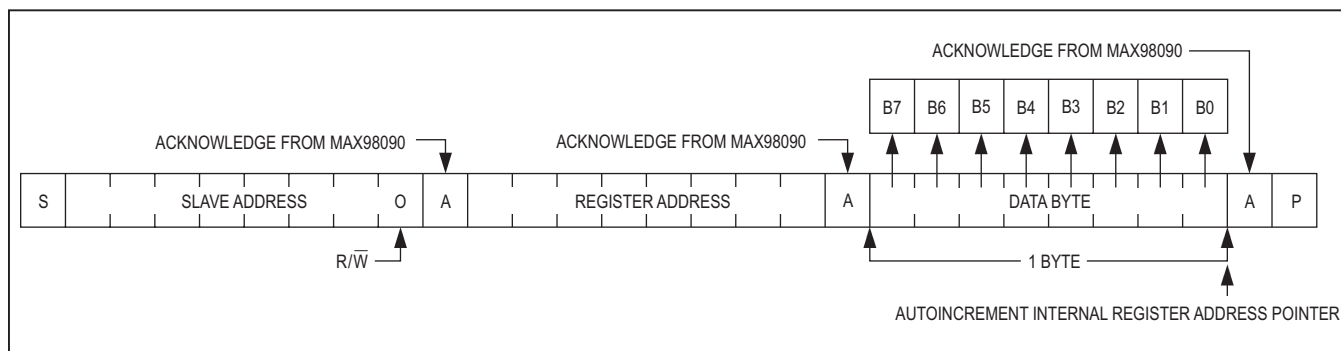 ACKNOWLEDGE FROM MAX98090
B7 B6 B5 B4 B3 B2 B1 B0
ACKNOWLEDGE FROM MAX98090
ACKNOWLEDGE FROM MAX98090
S SLAVE ADDRESS O A REGISTER ADDRESS A DATA BYTE A P
R/W̅
1 BYTE
AUTOINCREMENT INTERNAL REGISTER ADDRESS POINTER